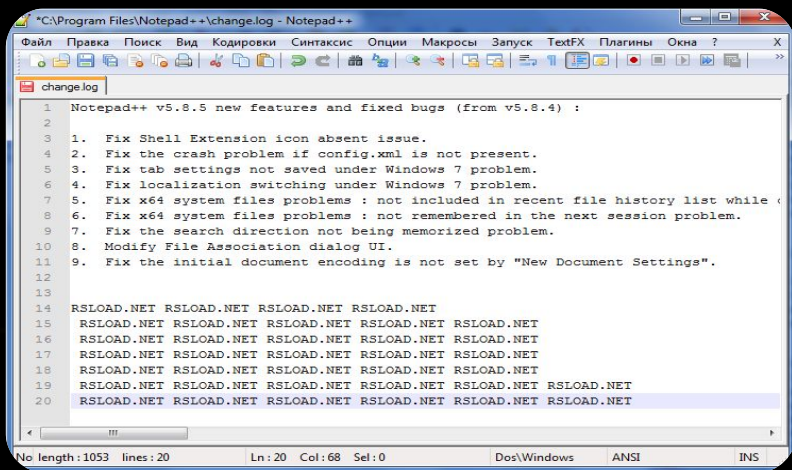 *C:\Program Files\Notepad++\change.log - Notepad++
Файл Правка Поиск Вид Кодировки Синтаксис Опции Макросы Запуск TextFX Плагины Окна ? X
change.log
1 Notepad++ v5.8.5 new features and fixed bugs (from v5.8.4) :
2
3 1. Fix Shell Extension icon absent issue.
4 2. Fix the crash problem if config.xml is not present.
5 3. Fix tab settings not saved under Windows 7 problem.
6 4. Fix localization switching under Windows 7 problem.
7 5. Fix x64 system files problems : not included in recent file history list while
8 6. Fix x64 system files problems : not remembered in the next session problem.
9 7. Fix the search direction not being memorized problem.
10 8. Modify File Association dialog UI.
11 9. Fix the initial document encoding is not set by "New Document Settings".
12
13
14 RSLOAD.NET RSLOAD.NET RSLOAD.NET RSLOAD.NET
15 RSLOAD.NET RSLOAD.NET RSLOAD.NET RSLOAD.NET RSLOAD.NET
16 RSLOAD.NET RSLOAD.NET RSLOAD.NET RSLOAD.NET RSLOAD.NET
17 RSLOAD.NET RSLOAD.NET RSLOAD.NET RSLOAD.NET RSLOAD.NET
18 RSLOAD.NET RSLOAD.NET RSLOAD.NET RSLOAD.NET RSLOAD.NET
19 RSLOAD.NET RSLOAD.NET RSLOAD.NET RSLOAD.NET RSLOAD.NET RSLOAD.NET
20 RSLOAD.NET RSLOAD.NET RSLOAD.NET RSLOAD.NET RSLOAD.NET RSLOAD.NET
No length : 1053 lines : 20 Ln : 20 Col : 68 Sel : 0 Dos\Windows ANSI INS